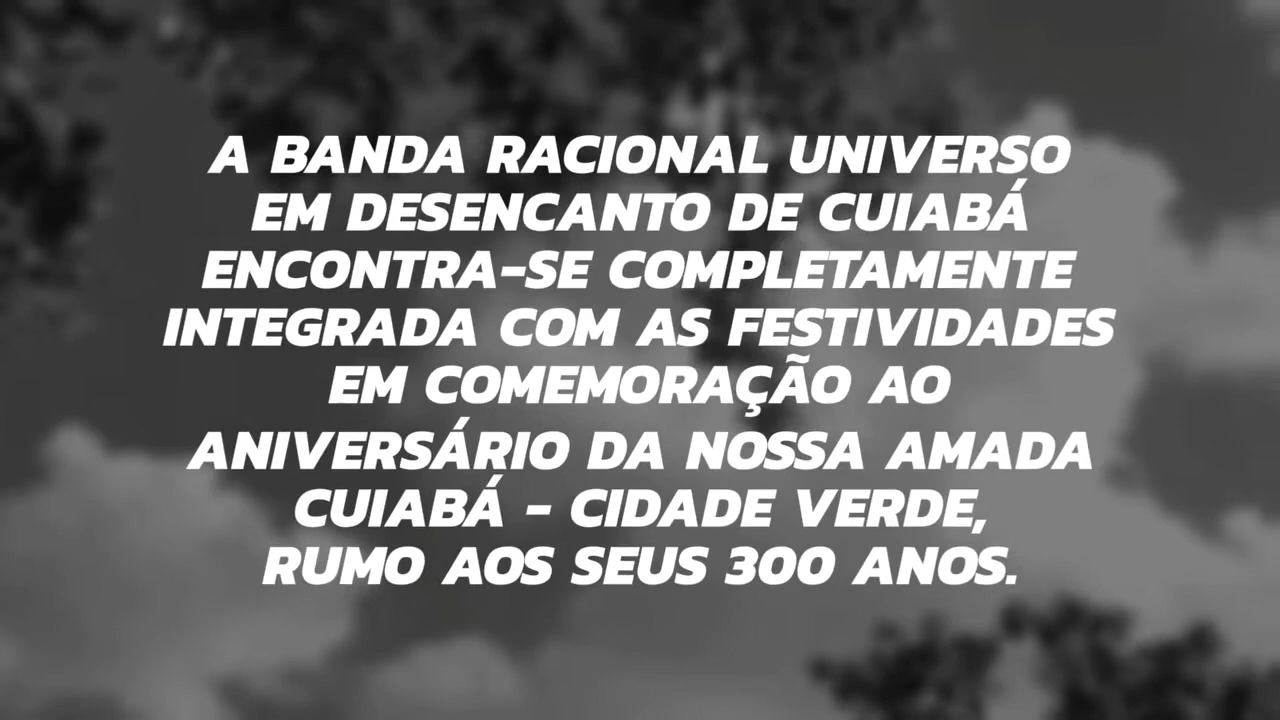 A BANDA RACIONAL UNIVERSO
EM DESENCANTO DE CUIABÁ
ENCONTRA-SE COMPLETAMENTE
INTEGRADA COM AS FESTIVIDADES
EM COMEMORAÇÃO AO
ANIVERSÁRIO DA NOSSA AMADA
CUIABÁ - CIDADE VERDE,
RUMO AOS SEUS 300 ANOS.